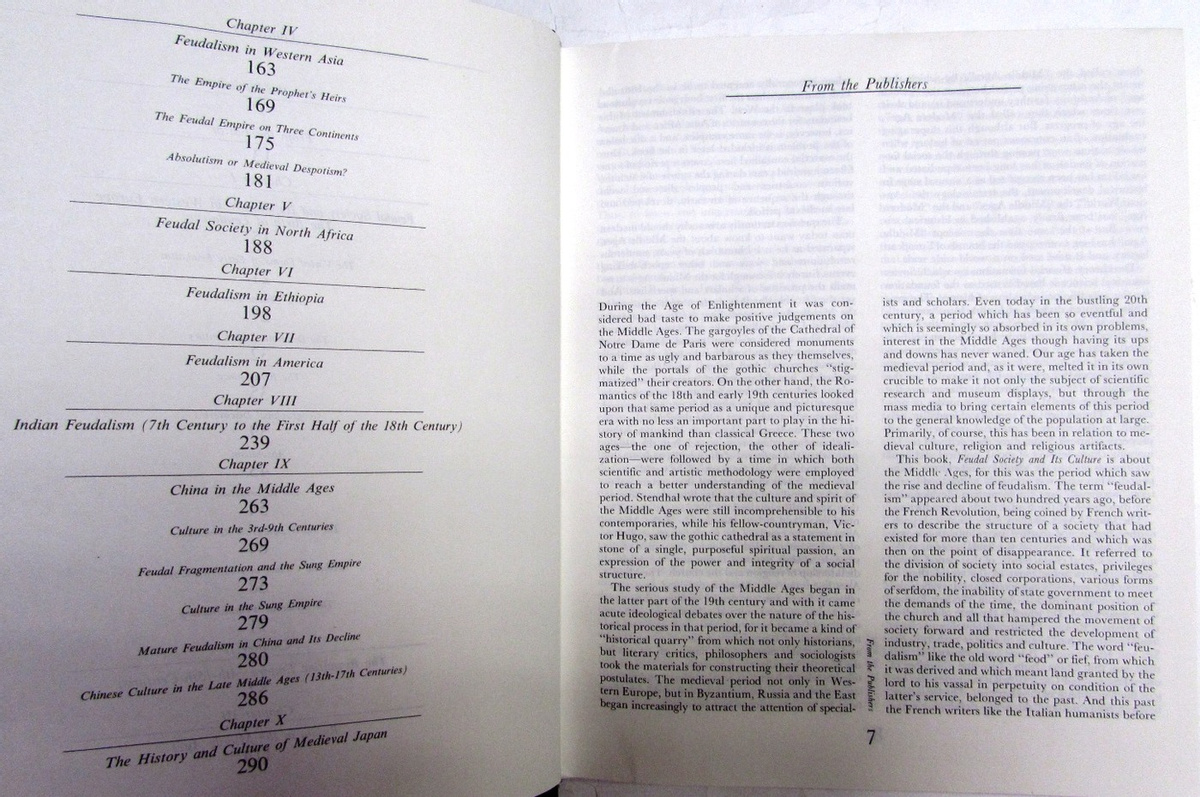 Chapter IV
Feudalism in Western Asia
163
The Empire of the Prophet's Heirs
169
The Feudal Empire on Three Continents
175
Absolutism or Medieval Despotism?
181
Chapter V
Feudal Society in North Africa
188
Chapter VI
Feudalism in Ethiopia
198
Chapter VII
Feudalism in America
207
Chapter VIII
Indian Feudalism (7th Century to the First Half of the 18th Century)
239
Chapter IX
China in the Middle Ages
263
Culture in the 3rd-9th Centuries
269
Feudal Fragmentation and the Sung Empire
273
Culture in the Sung Empire
279
Mature Feudalism in China and Its Decline
280
Chinese Culture in the Late Middle Ages (13th-17th Centuries)
286
Chapter X
The History and Culture of Medieval Japan
290
From the Publishers
During the Age of Enlightenment it was con-
sidered bad taste to make positive judgements on
the Middle Ages. The gargoyles of the Cathedral of
Notre Dame de Paris were considered monuments
to a time as ugly and barbarous as they themselves,
while the portals of the gothic churches "stig-
matized" their creators. On the other hand, the Ro-
mantics of the 18th and early 19th centuries looked
upon that same period as a unique and picturesque
era with no less an important part to play in the hi-
story of mankind than classical Greece. These two
ages—the one of rejection, the other of ideali-
zation—were followed by a time in which both
scientific and artistic methodology were employed
to reach a better understanding of the medieval
period. Stendhal wrote that the culture and spirit of
the Middle Ages were still incomprehensible to his
contemporaries, while his fellow-countryman, Vic-
tor Hugo, saw the gothic cathedral as a statement in
stone of a single, purposeful spiritual passion, an
expression of the power and integrity of a social
structure.
The serious study of the Middle Ages began in
the latter part of the 19th century and with it came
acute ideological debates over the nature of the his-
torical process in that period, for it became a kind of
"historical quarry" from which not only historians,
but literary critics, philosophers and sociologists
took the materials for constructing their theoretical
postulates. The medieval period not only in Wes-
tern Europe, but in Byzantium, Russia and the East
began increasingly to attract the attention of special-
ists and scholars. Even today in the bustling 20th
century, a period which has been so eventful and
which is seemingly so absorbed in its own problems,
interest in the Middle Ages though having its ups
and downs has never waned. Our age has taken the
medieval period and, as it were, melted it in its own
crucible to make it not only the subject of scientific
research and museum displays, but through the
mass media to bring certain elements of this period
to the general knowledge of the population at large.
Primarily, of course, this has been in relation to me-
dieval culture, religion and religious artifacts.
This book, Feudal Society and Its Culture is about
the Middle Ages, for this was the period which saw
the rise and decline of feudalism. The term "feudal-
ism" appeared about two hundred years ago, before
the French Revolution, being coined by French writ-
ers to describe the structure of a society that had
existed for more than ten centuries and which was
then on the point of disappearance. It referred to
the division of society into social estates, privileges
for the nobility, closed corporations, various forms
of serfdom, the inability of state government to meet
the demands of the time, the dominant position of
the church and all that hampered the movement of
society forward and restricted the development of
industry, trade, politics and culture. The word "feu-
dalism" like the old word "feod" or fief, from which
it was derived and which meant land granted by the
lord to his vassal in perpetuity on condition of the
latter's service, belonged to the past. And this past
the French writers like the Italian humanists before
From the Publishers
7